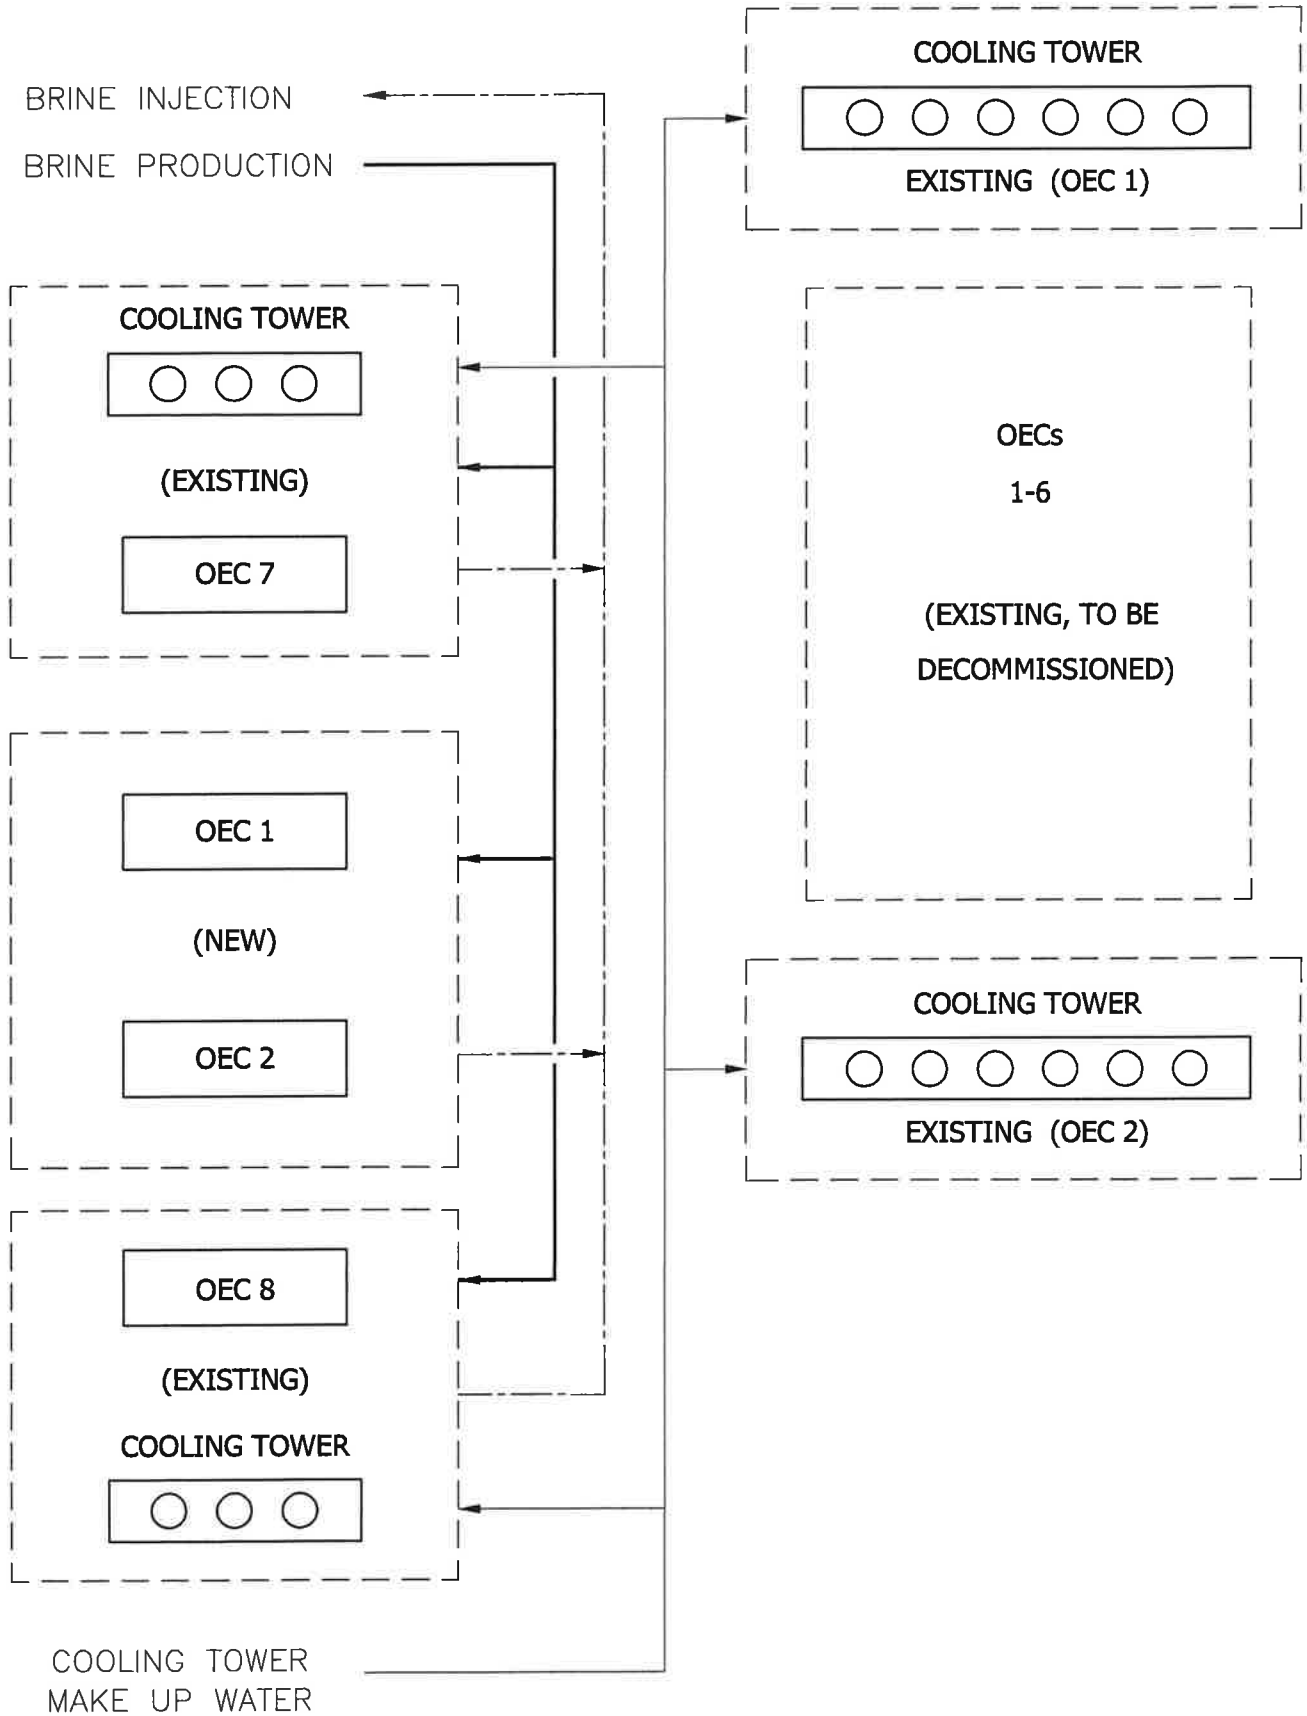 BRINE INJECTION
BRINE PRODUCTION
COOLING TOWER
EXISTING (OEC 1)
COOLING TOWER
(EXISTING)
OEC 7
OECs
1-6
(EXISTING, TO BE
DECOMMISSIONED)
OEC 1
(NEW)
OEC 2
COOLING TOWER
EXISTING (OEC 2)
OEC 8
(EXISTING)
COOLING TOWER
COOLING TOWER
MAKE UP WATER